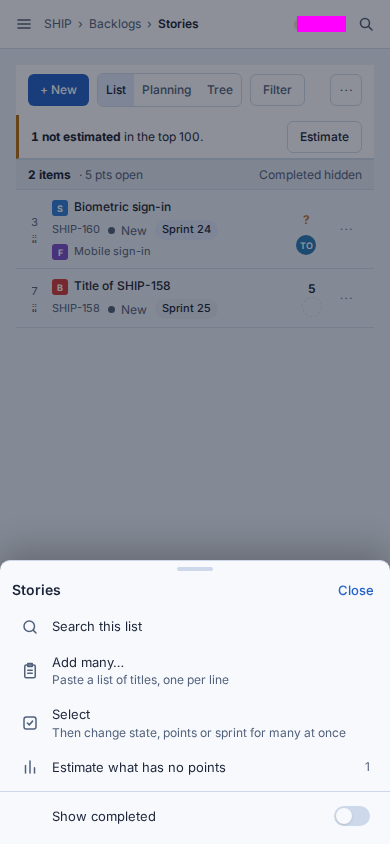 SHIP › Backlogs › Stories
+ New List Planning Tree Filter ...
1 not estimated in the top 100. Estimate
2 items · 5 pts open Completed hidden
3 S Biometric sign-in ?
SHIP-160 New Sprint 24 TO ...
F Mobile sign-in
7 B Title of SHIP-158 5
SHIP-158 New Sprint 25 ...
Stories Close
Search this list
Add many...
Paste a list of titles, one per line
Select
Then change state, points or sprint for many at once
Estimate what has no points 1
Show completed